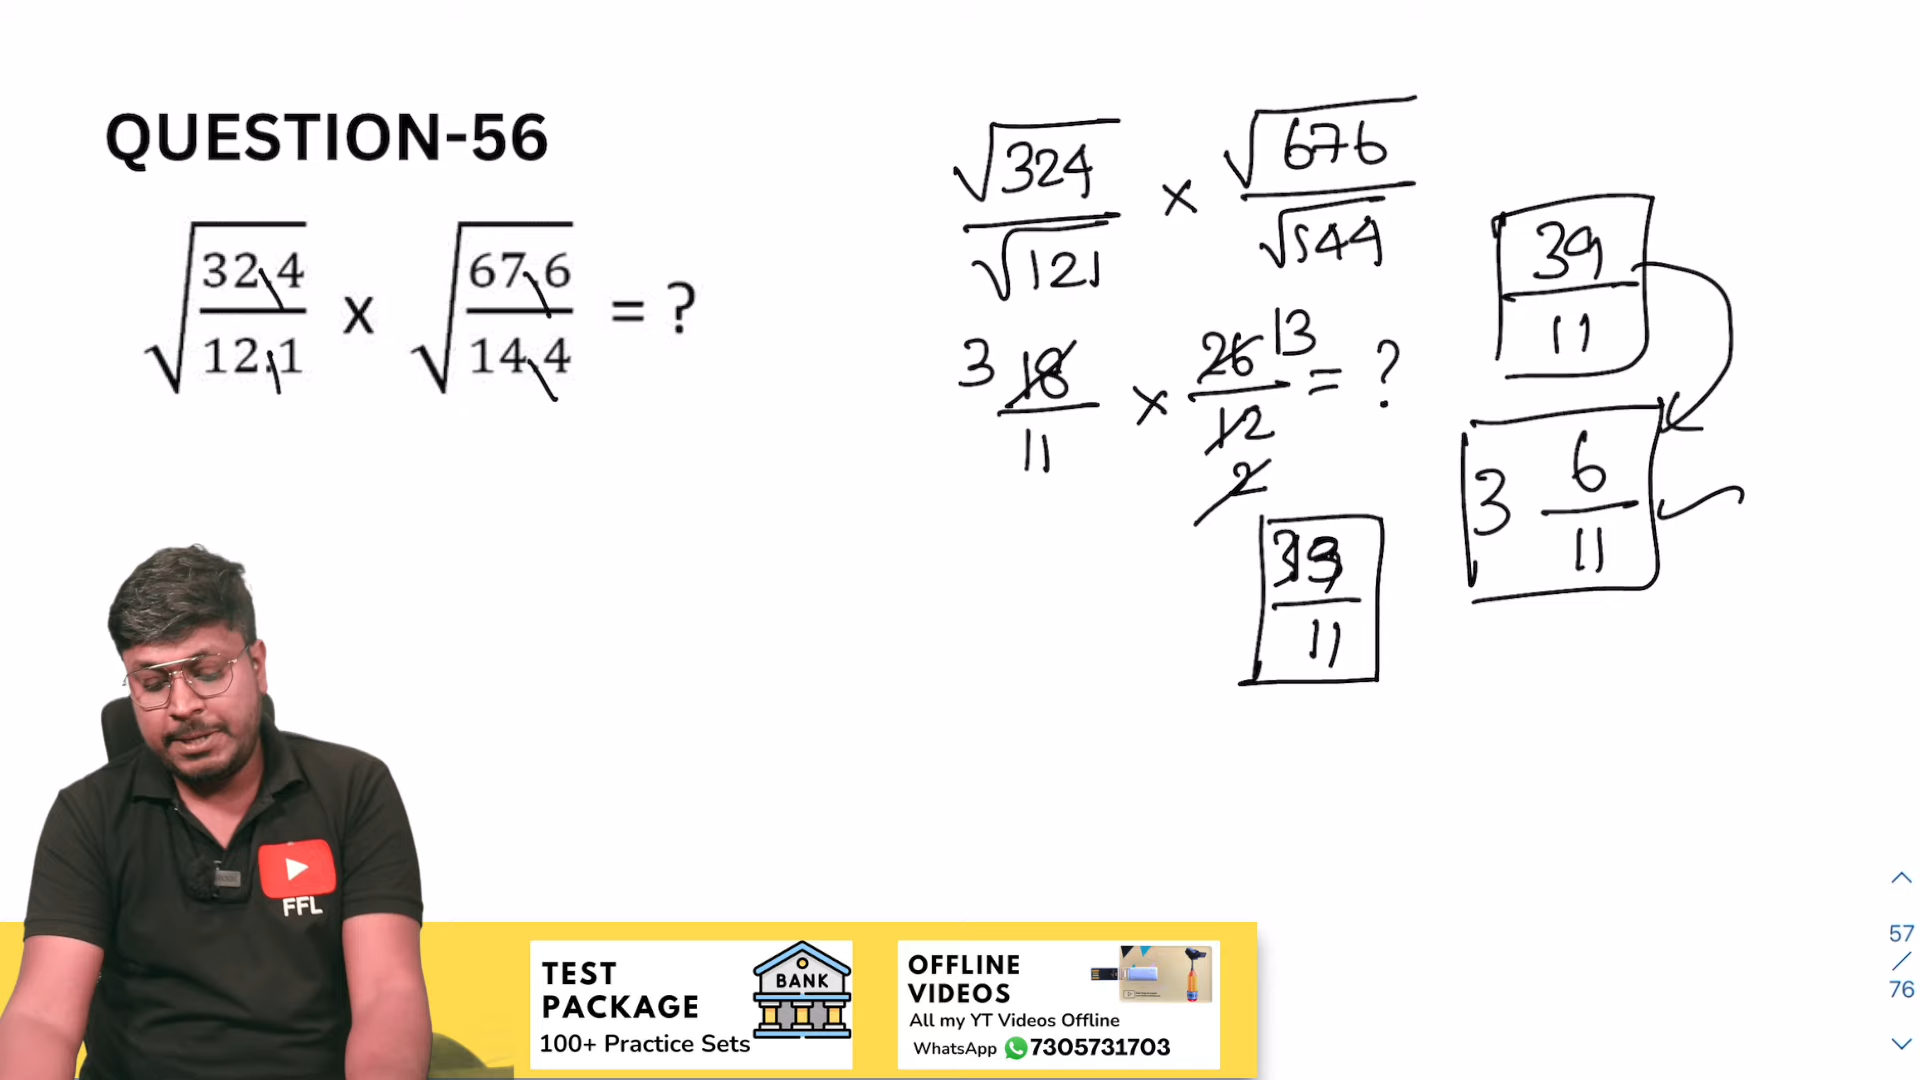 QUESTION-56
√32.4/12.1 x √67.6/14.4 = ?
√324/√121 x √676/√144
3 18/11 x 26/12 13 = ?
2
39/11
39/11
3 6/11
FFL
TEST
PACKAGE
100+ Practice Sets
BANK
OFFLINE
VIDEOS
All my YT Videos Offline
WhatsApp 7305731703
57
/
76